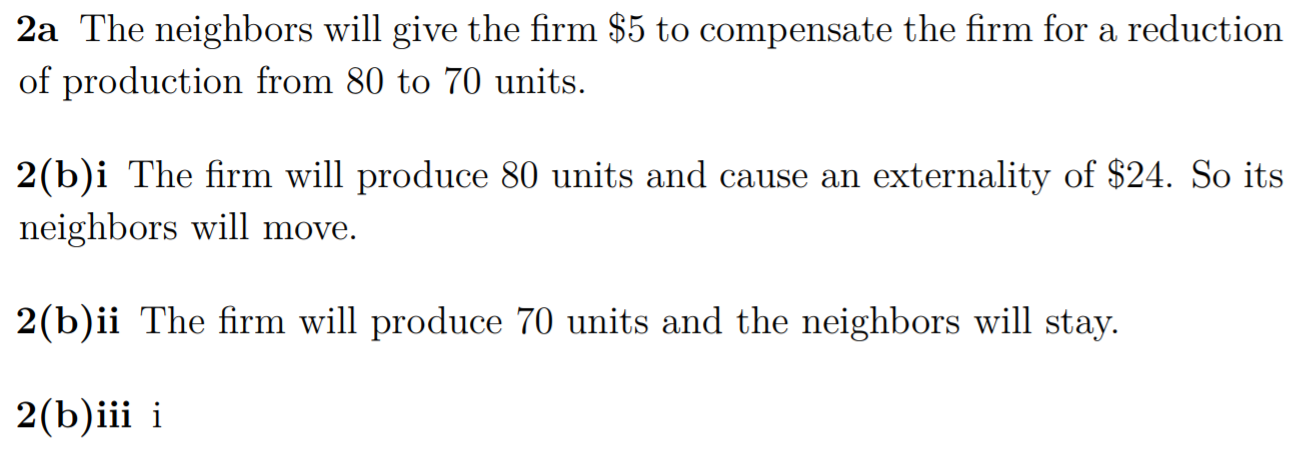 2a The neighbors will give the firm $5 to compensate the firm for a reduction
of production from 80 to 70 units.
2(b)i The firm will produce 80 units and cause an externality of $24. So its
neighbors will move.
2(b)ii The firm will produce 70 units and the neighbors will stay.
2(b)iii i